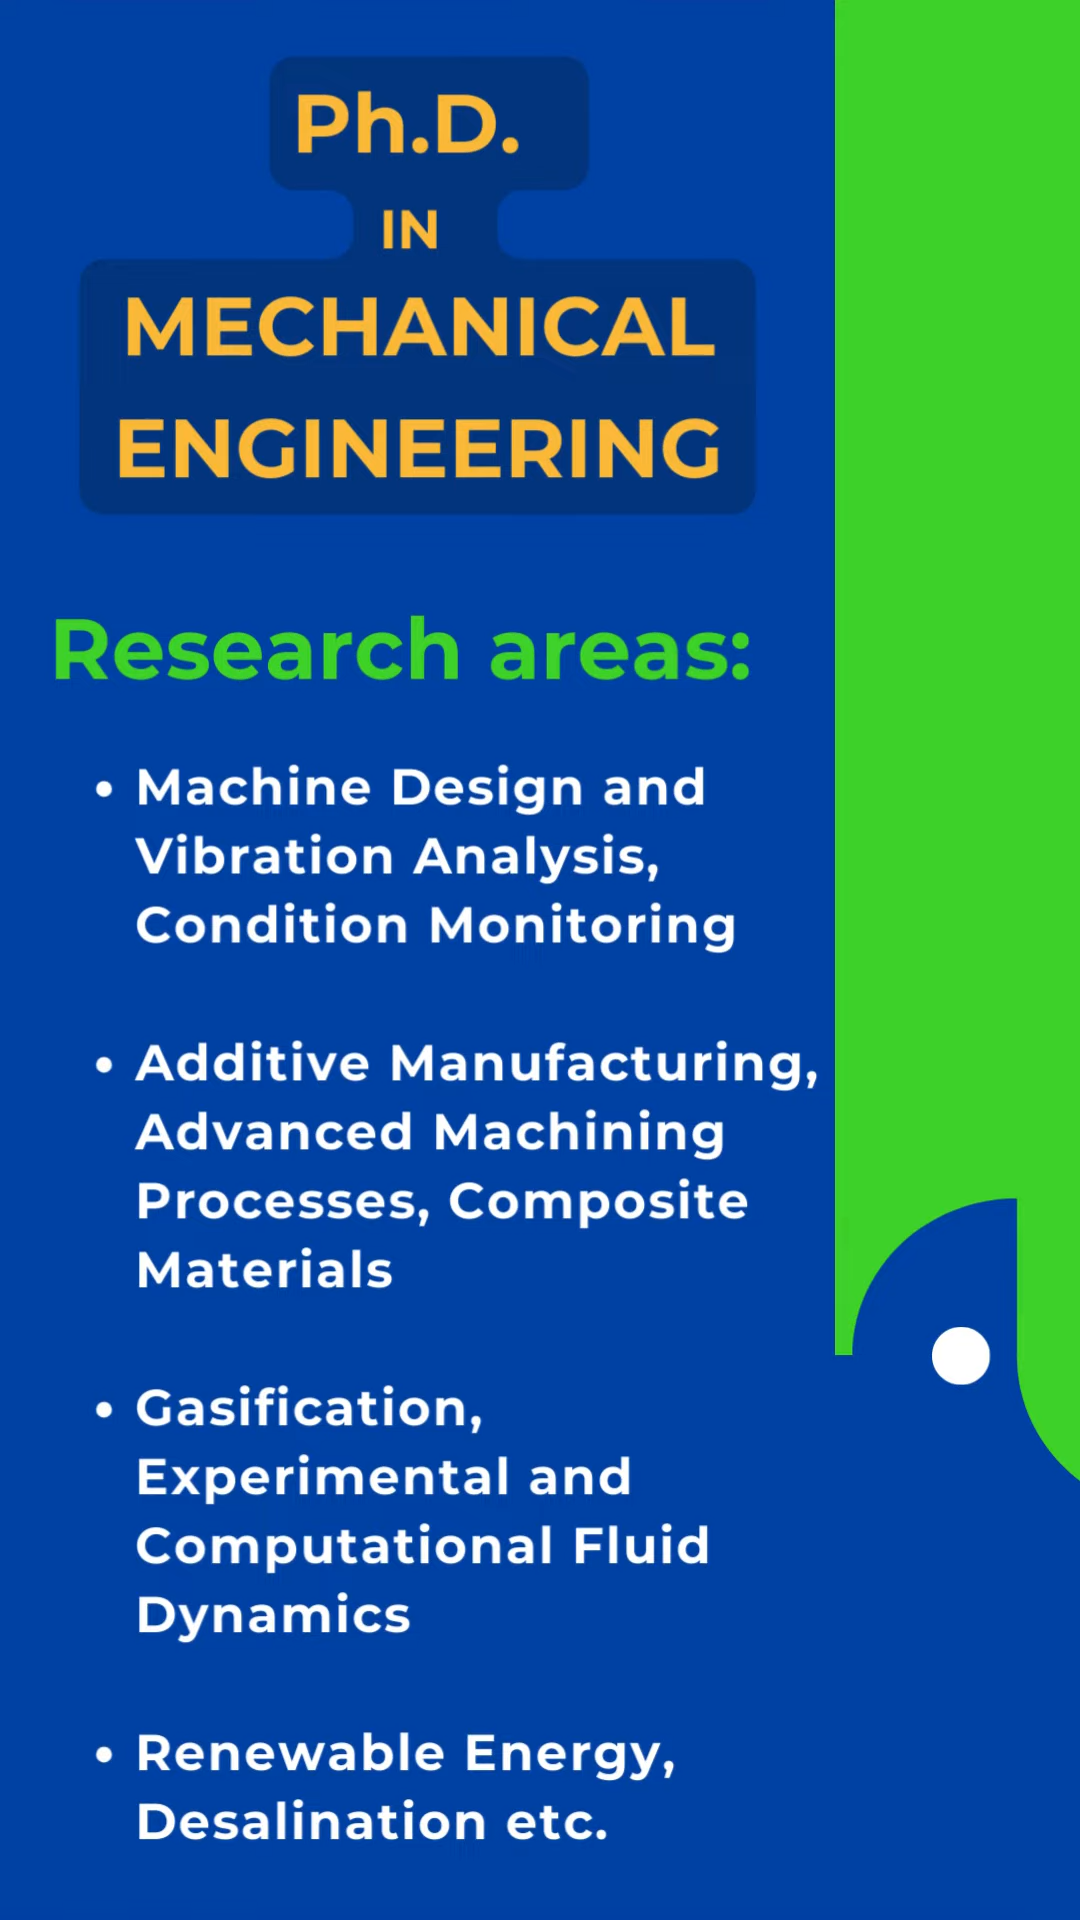 Ph.D.
IN
MECHANICAL
ENGINEERING
Research areas:
• Machine Design and
Vibration Analysis,
Condition Monitoring
• Additive Manufacturing,
Advanced Machining
Processes, Composite
Materials
• Gasification,
Experimental and
Computational Fluid
Dynamics
• Renewable Energy,
Desalination etc.